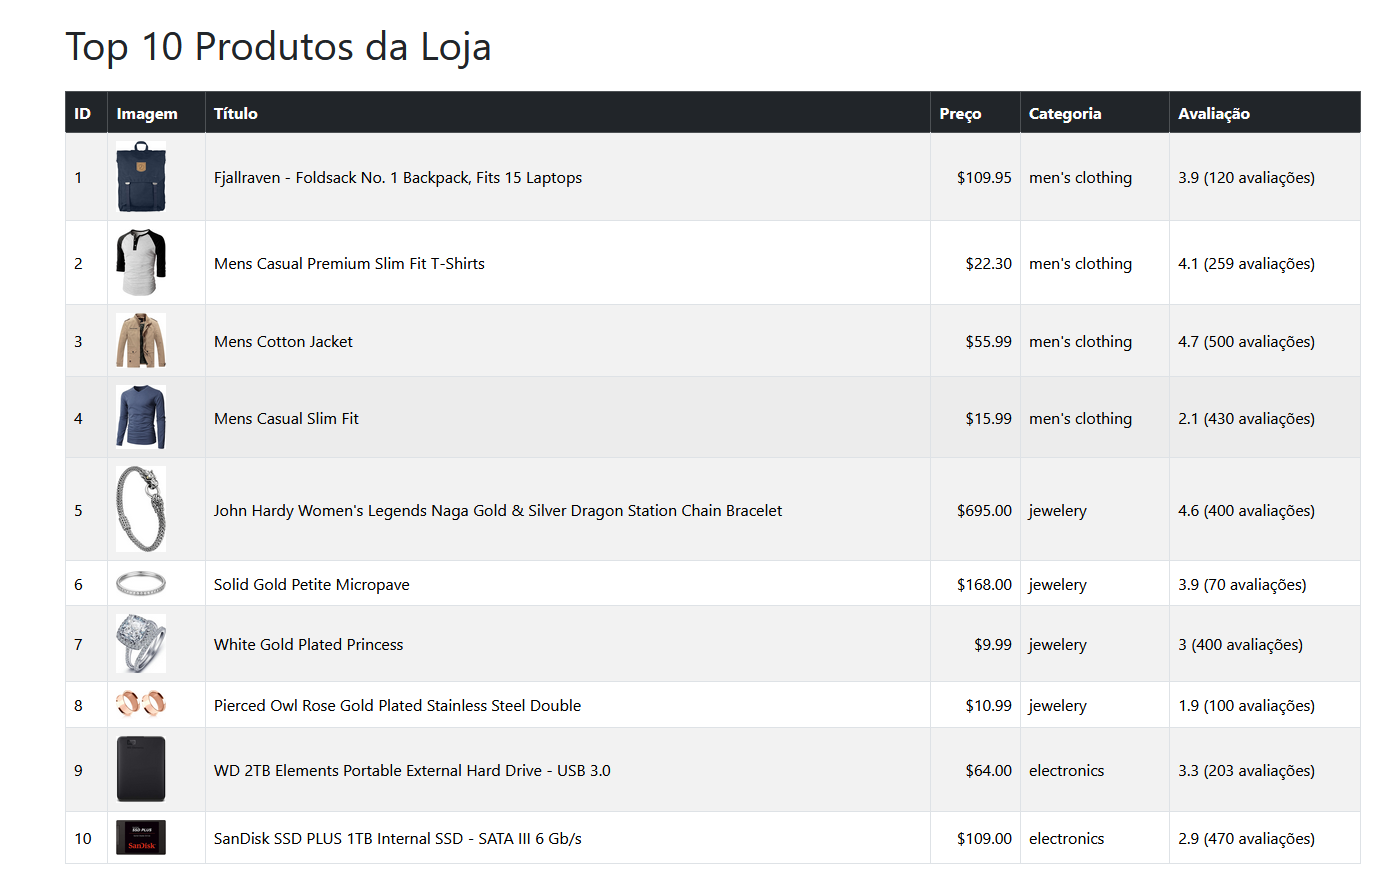 Top 10 Produtos da Loja
ID Imagem Título Preço Categoria Avaliação
1 Fjallraven - Foldsack No. 1 Backpack, Fits 15 Laptops $109.95 men's clothing 3.9 (120 avaliações)
2 Mens Casual Premium Slim Fit T-Shirts $22.30 men's clothing 4.1 (259 avaliações)
3 Mens Cotton Jacket $55.99 men's clothing 4.7 (500 avaliações)
4 Mens Casual Slim Fit $15.99 men's clothing 2.1 (430 avaliações)
5 John Hardy Women's Legends Naga Gold & Silver Dragon Station Chain Bracelet $695.00 jewelery 4.6 (400 avaliações)
6 Solid Gold Petite Micropave $168.00 jewelery 3.9 (70 avaliações)
7 White Gold Plated Princess $9.99 jewelery 3 (400 avaliações)
8 Pierced Owl Rose Gold Plated Stainless Steel Double $10.99 jewelery 1.9 (100 avaliações)
9 WD 2TB Elements Portable External Hard Drive - USB 3.0 $64.00 electronics 3.3 (203 avaliações)
SSD PLUS
SanDisk
10 SanDisk SSD PLUS 1TB Internal SSD - SATA III 6 Gb/s $109.00 electronics 2.9 (470 avaliações)